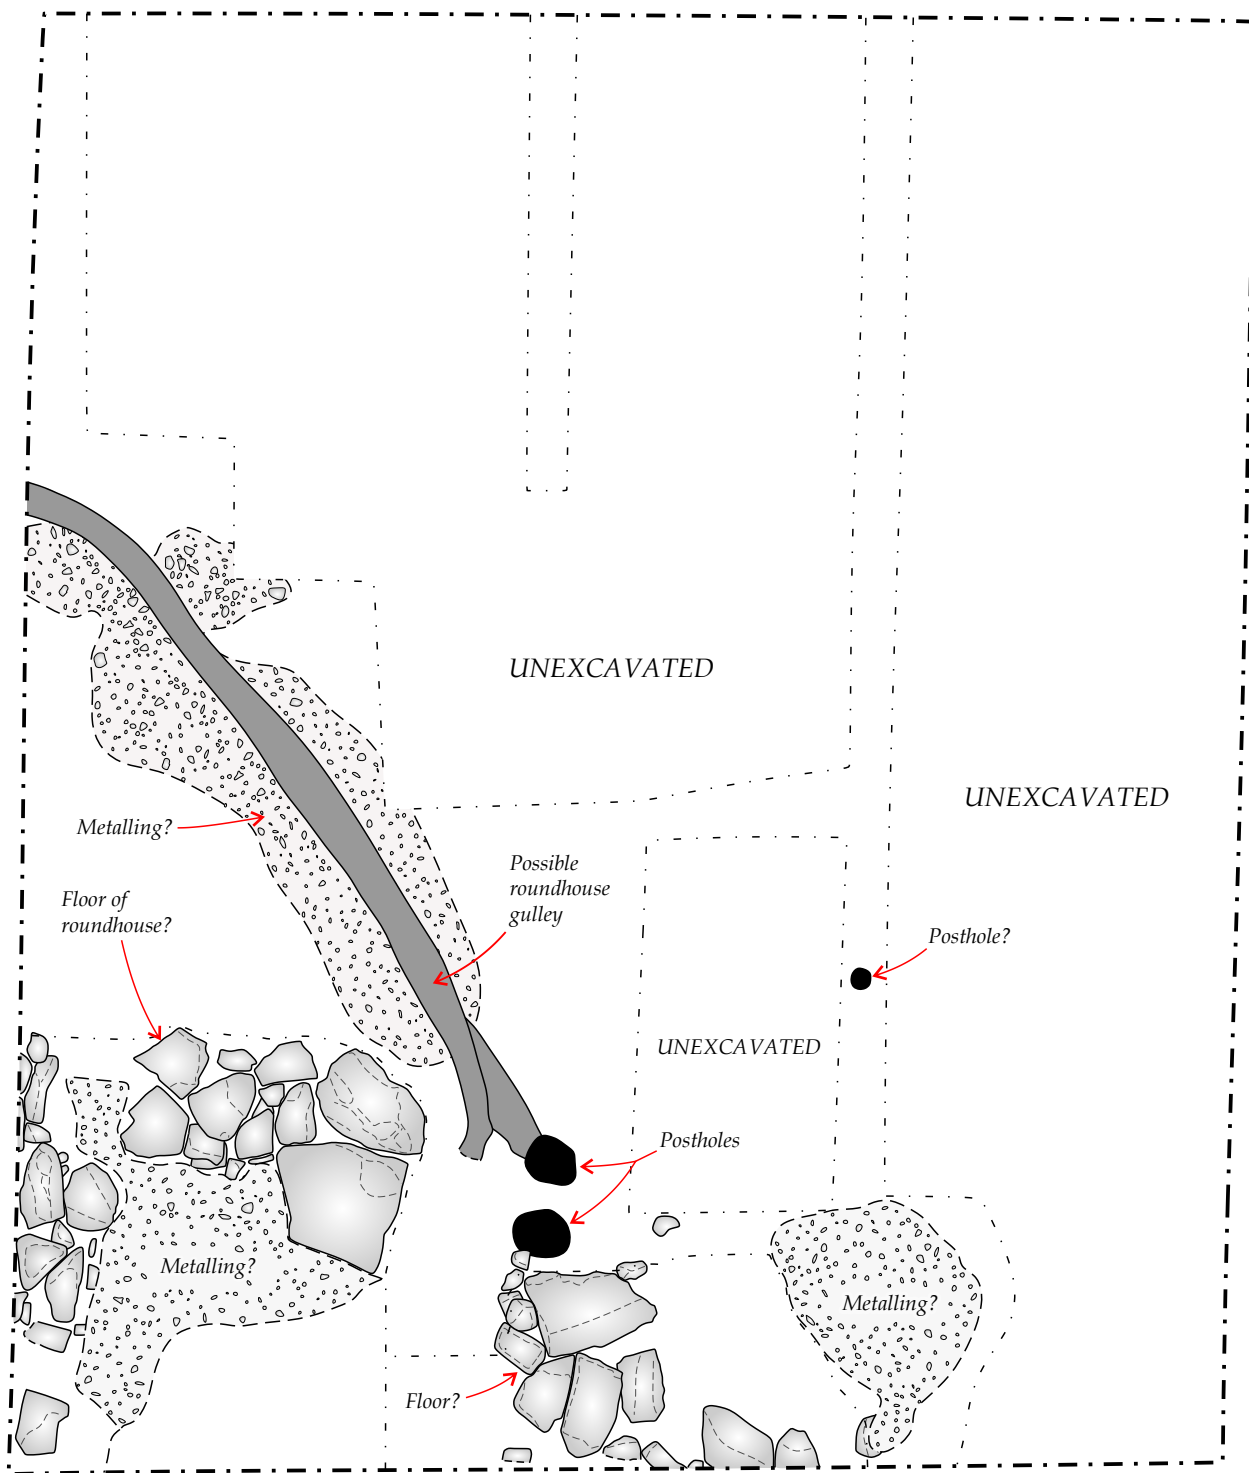 UNEXCAVATED
UNEXCAVATED
Metalling?
Possible
roundhouse
gulley
Floor of
roundhouse?
Posthole?
UNEXCAVATED
Postholes
Metalling?
Metalling?
Floor?